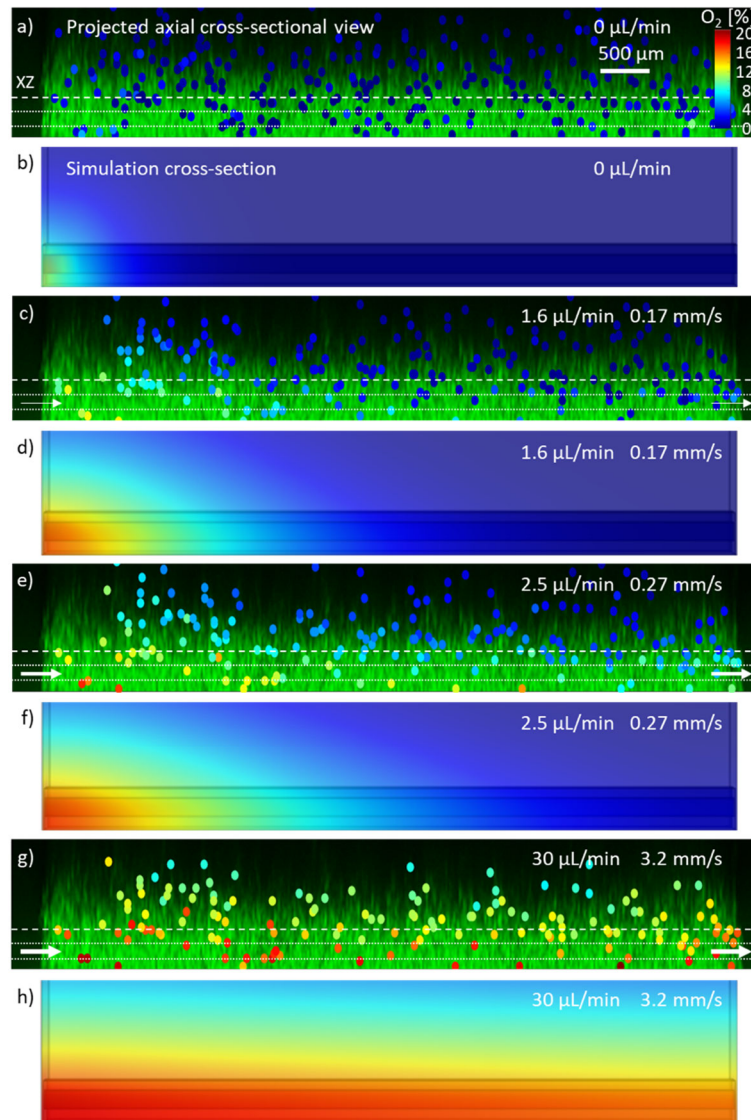 a) Projected axial cross-sectional view 0 µL/min O₂ [%
500 µm
XZ
20
16
12
8
4
0
b) Simulation cross-section 0 µL/min
c) 1.6 µL/min 0.17 mm/s
d) 1.6 µL/min 0.17 mm/s
e) 2.5 µL/min 0.27 mm/s
f) 2.5 µL/min 0.27 mm/s
g) 30 µL/min 3.2 mm/s
h) 30 µL/min 3.2 mm/s